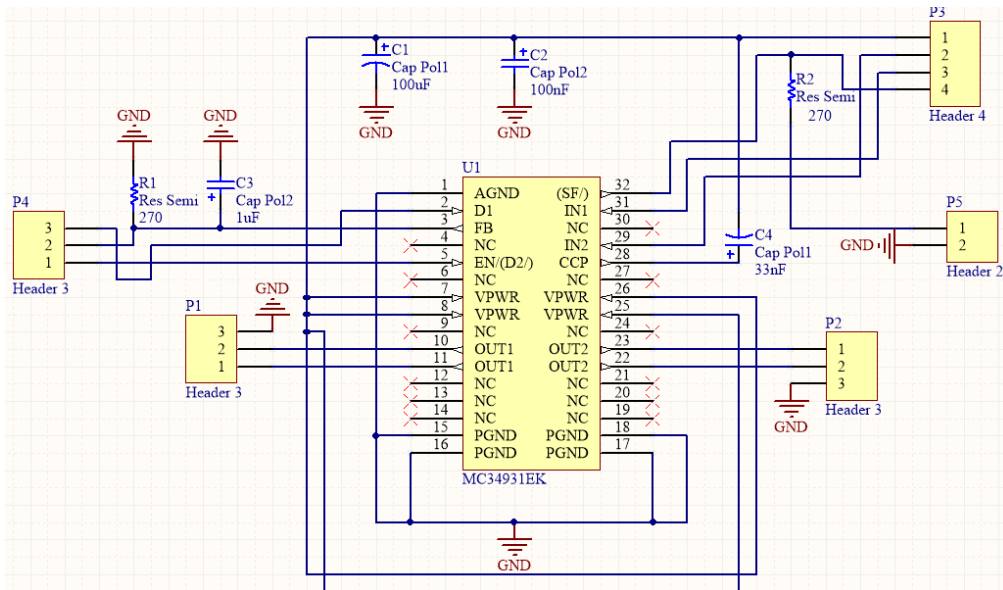 P3
C1
Cap Pol1
100uF
GND
C2
Cap Pol2
100nF
GND
R2
Res Semi
270
1
2
3
4
Header 4
GND
R1
Res Semi
270
GND
C3
Cap Pol2
1uF
P4
3
2
1
Header 3
U1
1 AGND
2 D1
3 FB
4 NC
5 EN/(D2/)
6 NC
7 VPWR
8 VPWR
9 NC
10 OUT1
11 OUT1
12 NC
13 NC
14 NC
15 PGND
16 PGND
(SF/) 32
IN1 31
NC 30
IN2 29
CCP 28
NC 27
VPWR 26
VPWR 25
NC 24
OUT2 23
OUT2 22
NC 21
NC 20
NC 19
PGND 18
PGND 17
MC34931EK
C4
Cap Pol1
33nF
P5
1
2
GND
Header 2
GND
P1
3
2
1
Header 3
P2
1
2
3
Header 3
GND
GND